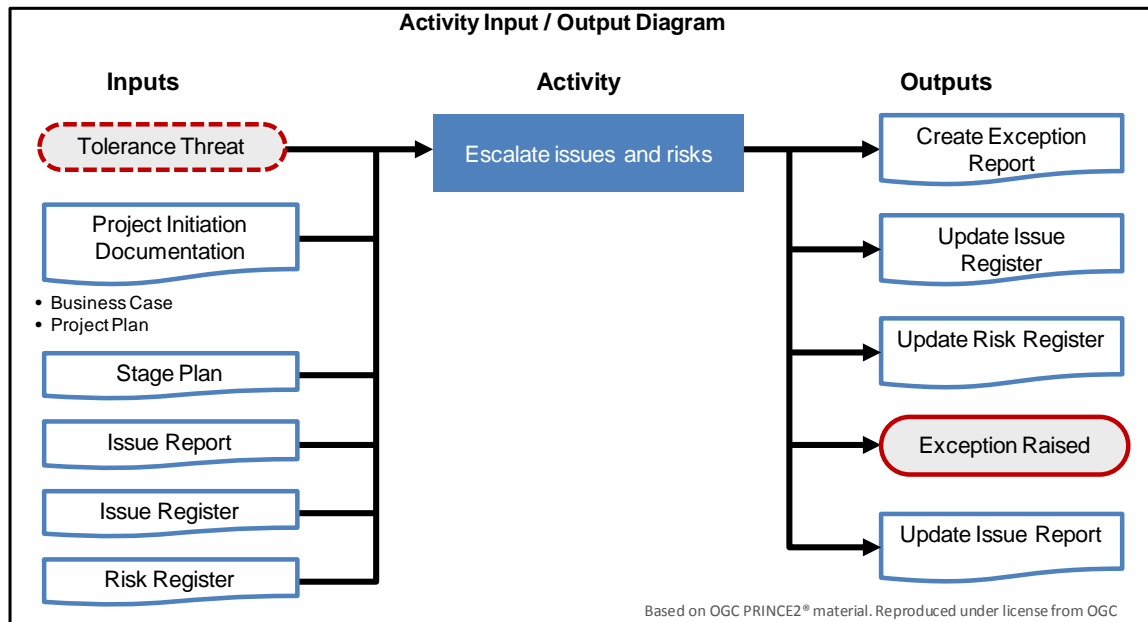 Activity Input / Output Diagram
Inputs
Activity
Outputs
Tolerance Threat
Project Initiation
Documentation
• Business Case
• Project Plan
Stage Plan
Issue Report
Issue Register
Risk Register
Escalate issues and risks
Create Exception
Report
Update Issue
Register
Update Risk Register
Exception Raised
Update Issue Report
Based on OGC PRINCE2® material. Reproduced under license from OGC